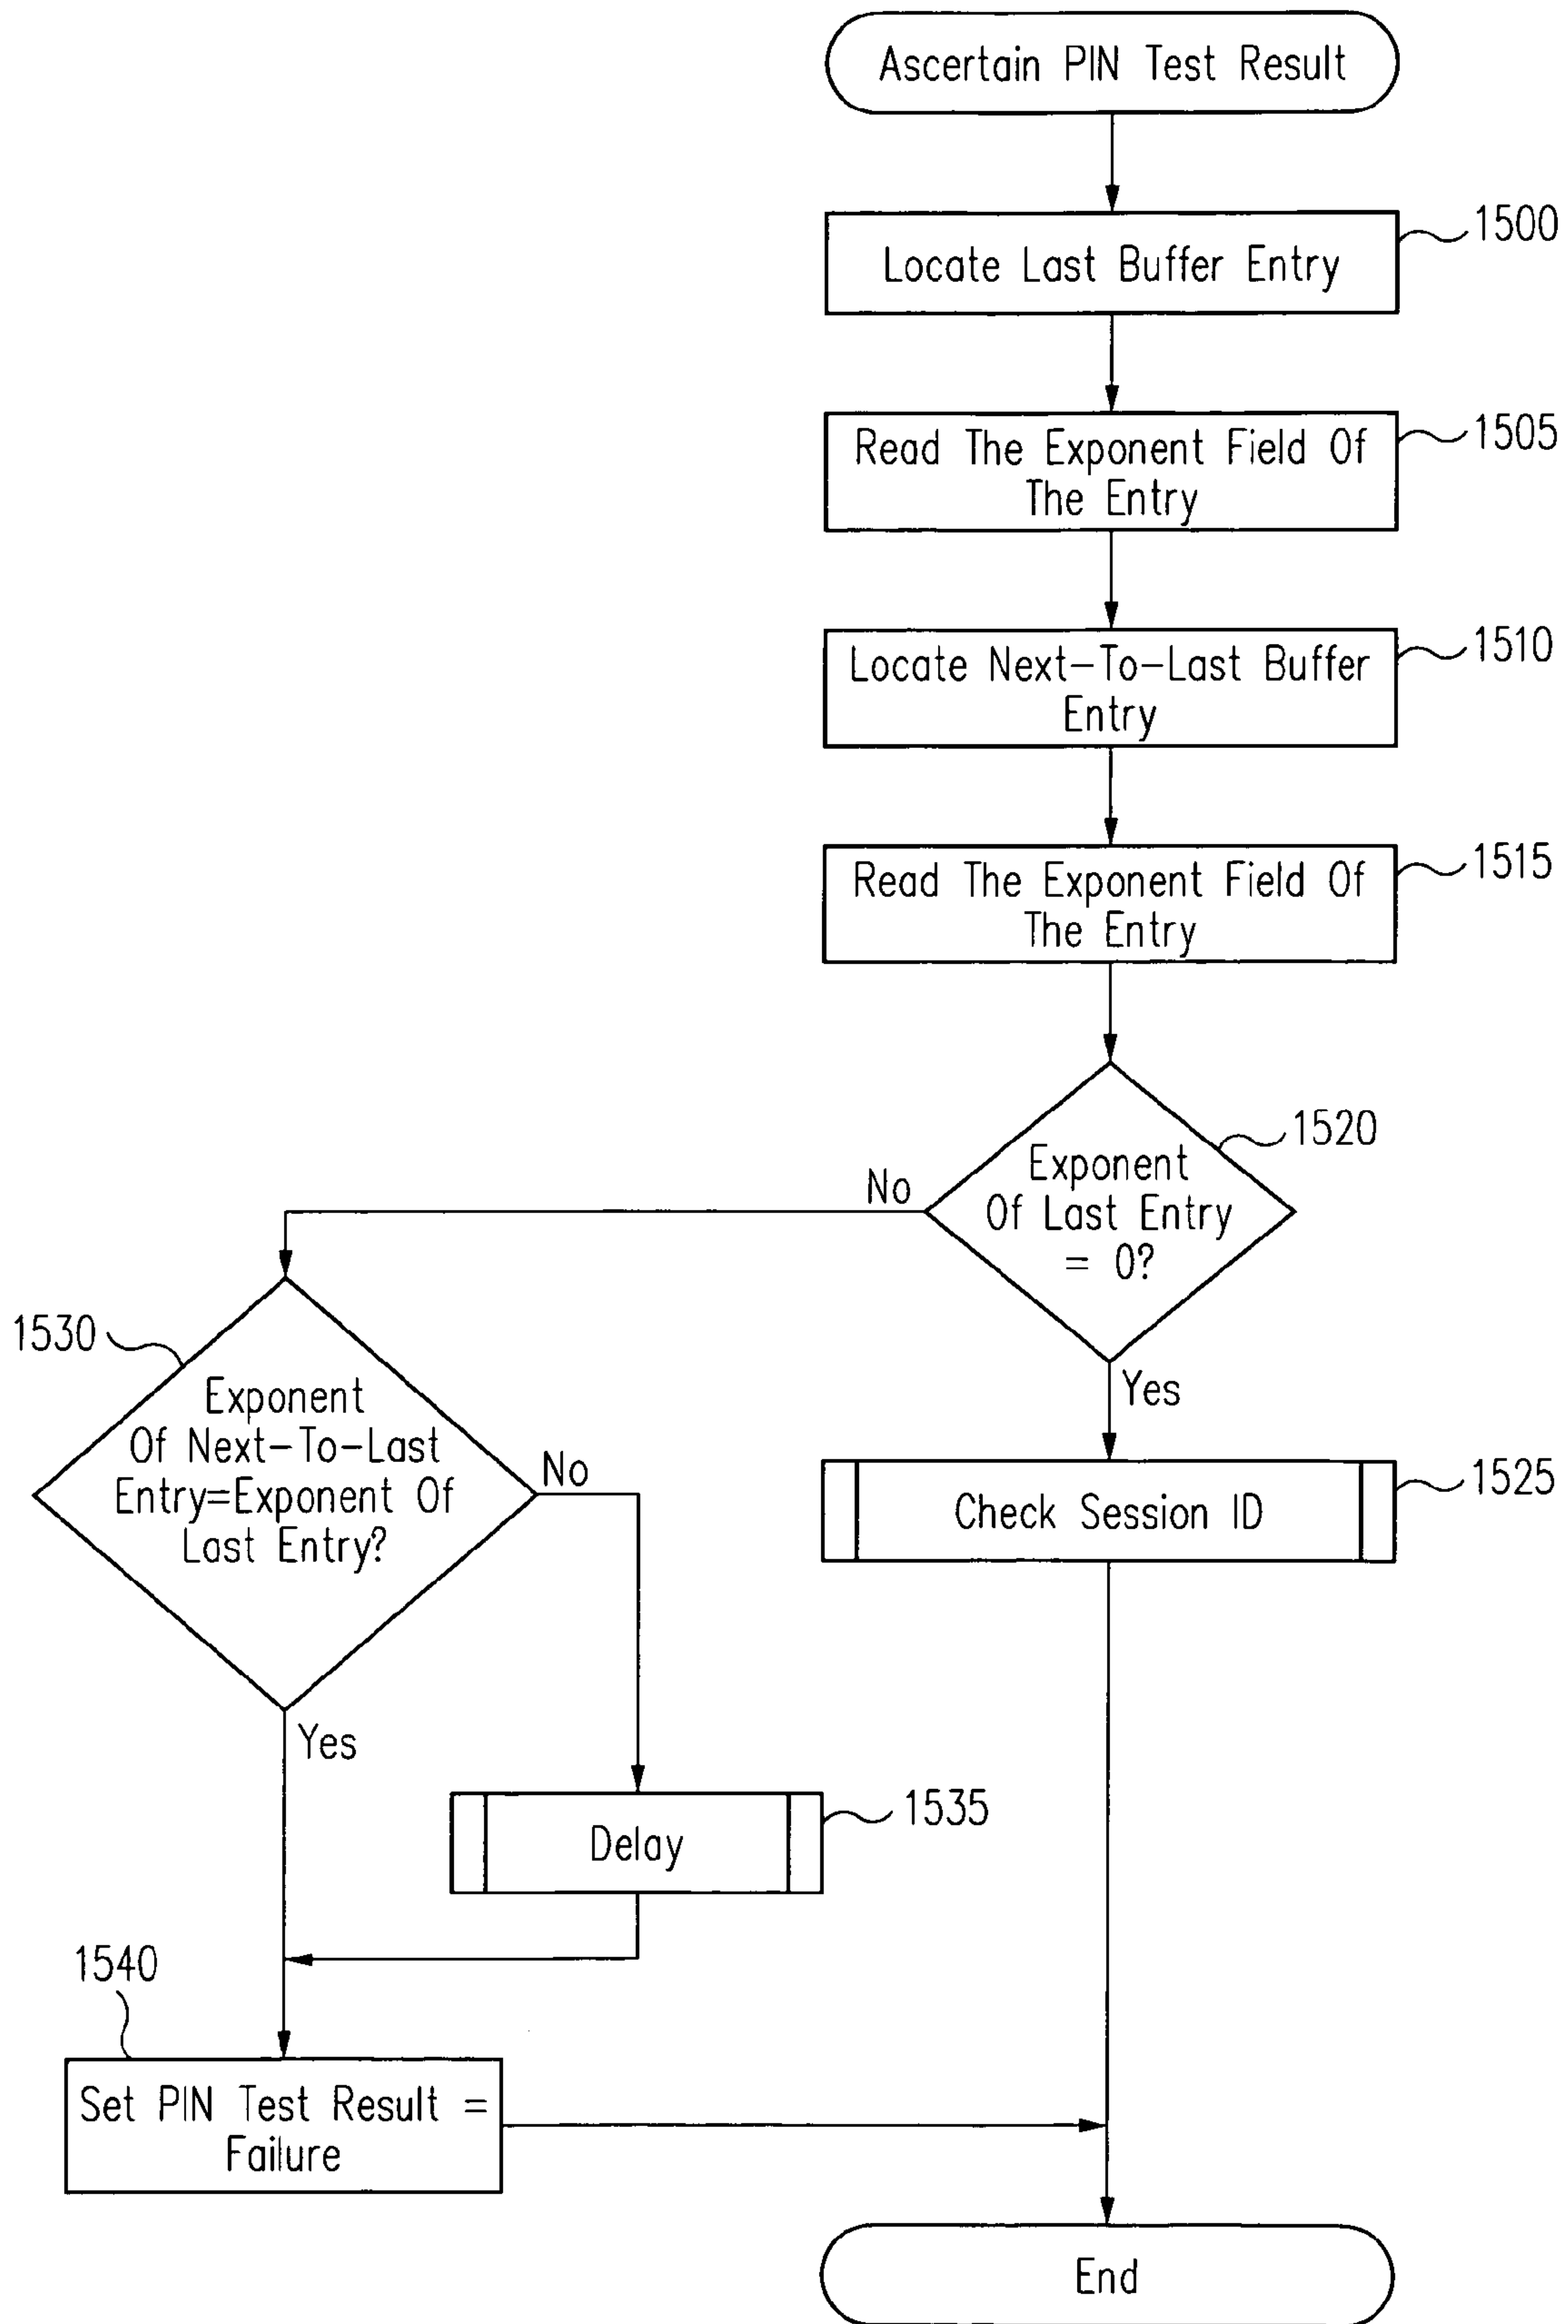 Ascertain PIN Test Result
1500
Locate Last Buffer Entry
1505
Read The Exponent Field Of
The Entry
1510
Locate Next-To-Last Buffer
Entry
1515
Read The Exponent Field Of
The Entry
1520
Exponent
Of Last Entry
= 0?
No
Yes
1530
Exponent
Of Next-To-Last
Entry=Exponent Of
Last Entry?
No
Yes
1525
Check Session ID
1535
Delay
1540
Set PIN Test Result =
Failure
End